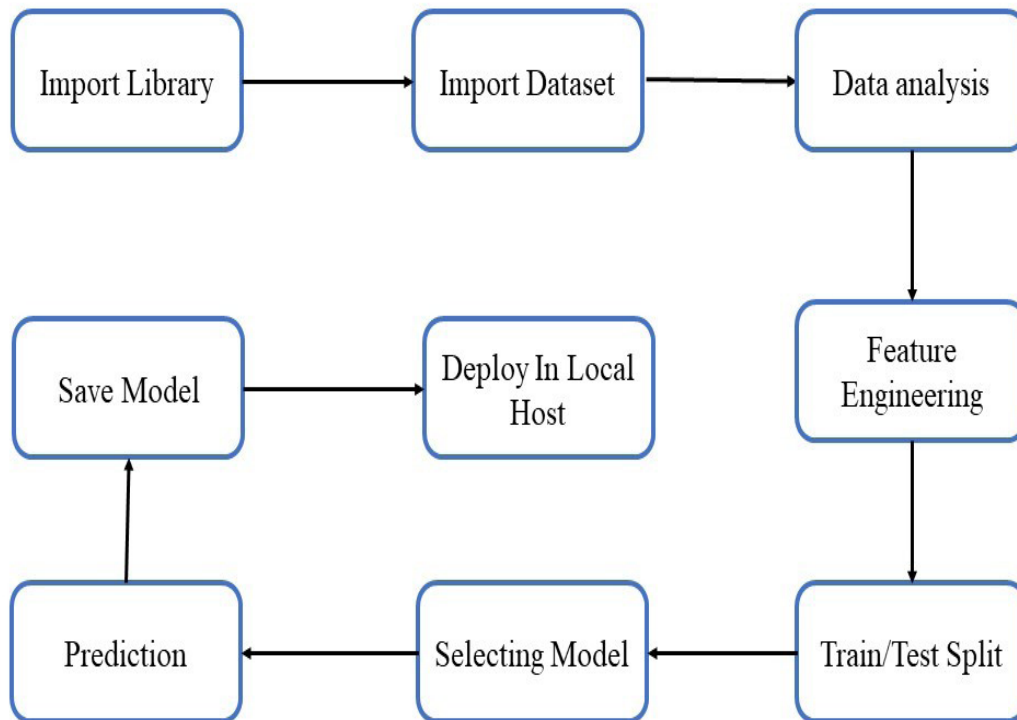 Import Library
Import Dataset
Data analysis
Feature
Engineering
Train/Test Split
Selecting Model
Prediction
Save Model
Deploy In Local
Host